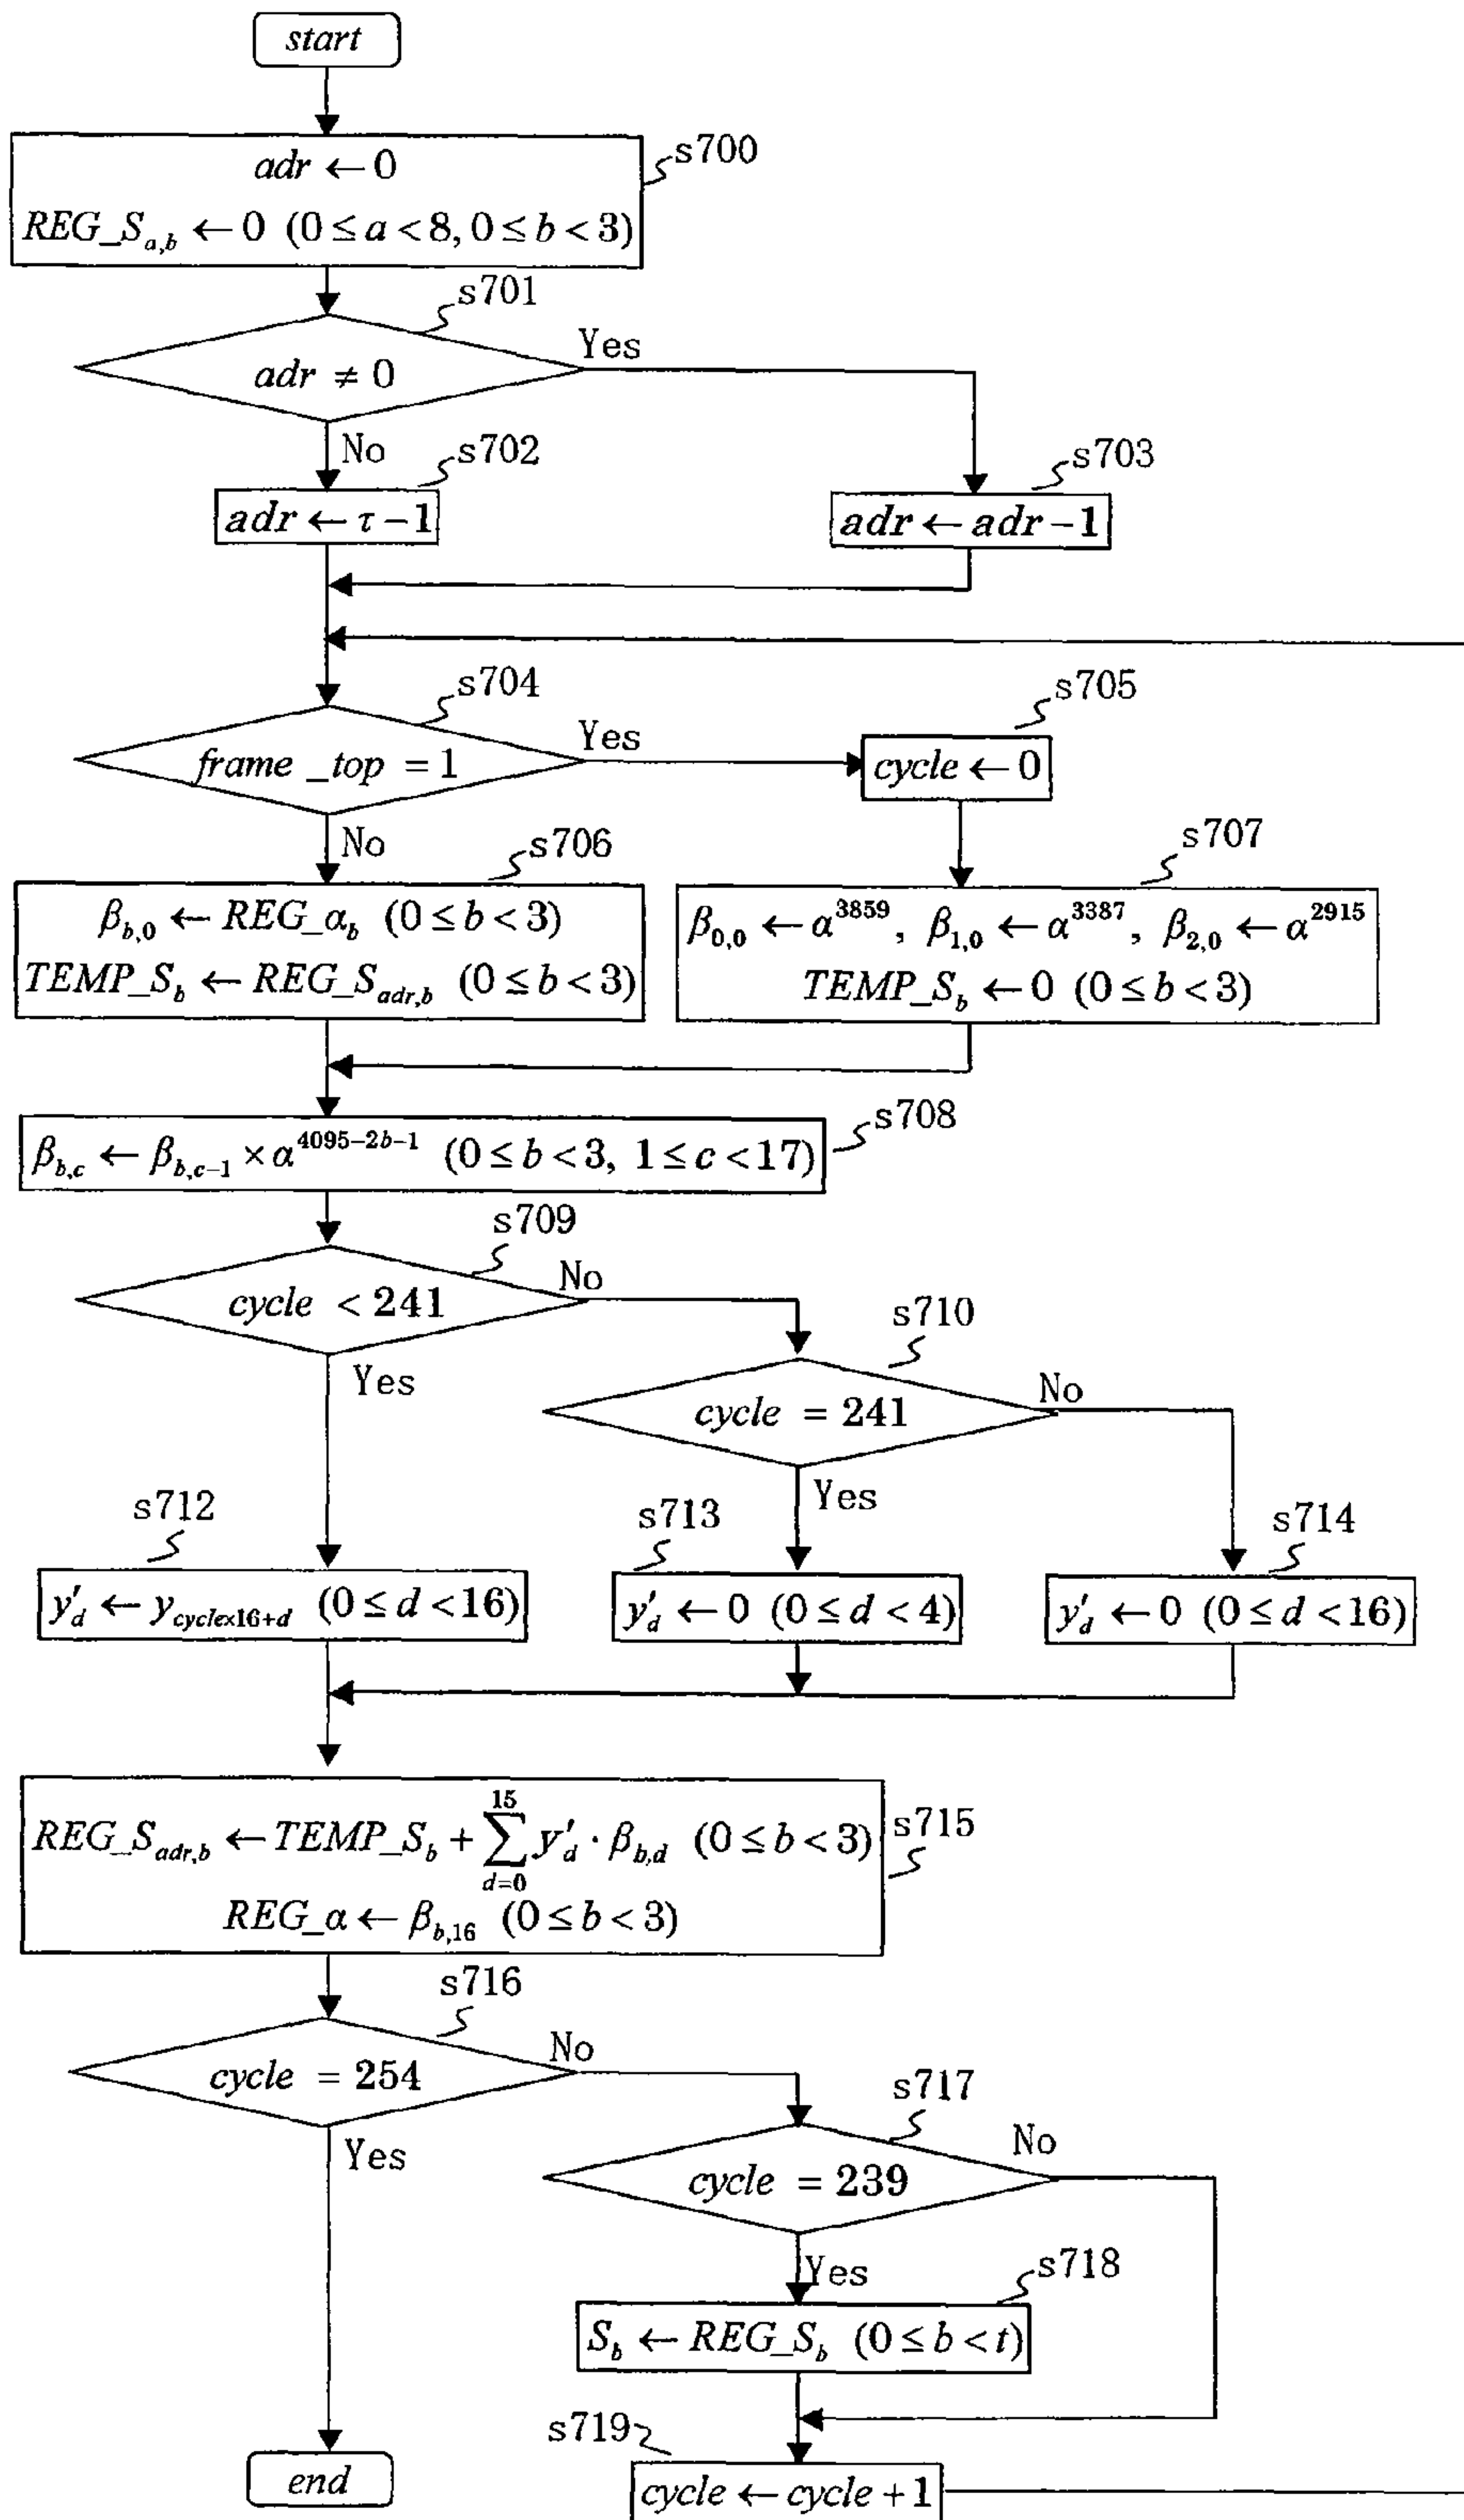 start
s700
adr ← 0
REG_S_{a,b} ← 0 (0 ≤ a < 8, 0 ≤ b < 3)
s701
adr ≠ 0
Yes
No
s702
adr ← τ − 1
s703
adr ← adr − 1
s704
frame _top = 1
Yes
No
s705
cycle ← 0
s706
β_{b,0} ← REG_α_b (0 ≤ b < 3)
TEMP_S_b ← REG_S_{adr,b} (0 ≤ b < 3)
s707
β_{0,0} ← α^{3859}, β_{1,0} ← α^{3387}, β_{2,0} ← α^{2915}
TEMP_S_b ← 0 (0 ≤ b < 3)
s708
β_{b,c} ← β_{b,c−1} × α^{4095−2b−1} (0 ≤ b < 3, 1 ≤ c < 17)
s709
cycle < 241
No
Yes
s710
cycle = 241
No
Yes
s712
y′_d ← y_{cycle×16+d} (0 ≤ d < 16)
s713
y′_d ← 0 (0 ≤ d < 4)
s714
y′_d ← 0 (0 ≤ d < 16)
s715
REG_S_{adr,b} ← TEMP_S_b + ∑_{d=0}^{15} y′_d · β_{b,d} (0 ≤ b < 3)
REG_α ← β_{b,16} (0 ≤ b < 3)
s716
cycle = 254
No
Yes
s717
cycle = 239
No
Yes
s718
S_b ← REG_S_b (0 ≤ b < t)
s719
cycle ← cycle + 1
end